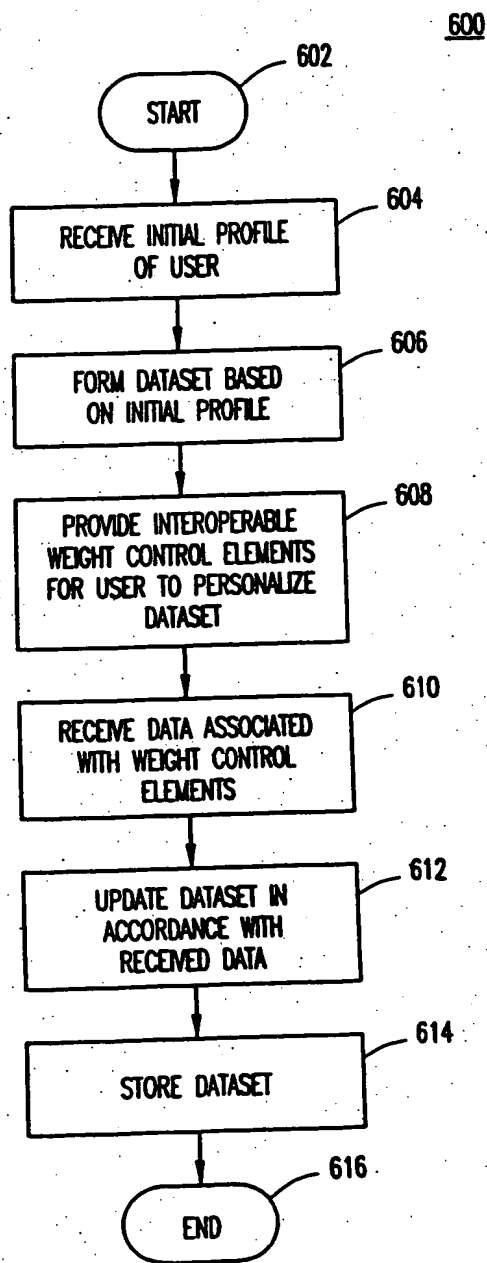 600
602
START
604
RECEIVE INITIAL PROFILE
OF USER
606
FORM DATASET BASED
ON INITIAL PROFILE
608
PROVIDE INTEROPERABLE
WEIGHT CONTROL ELEMENTS
FOR USER TO PERSONALIZE
DATASET
610
RECEIVE DATA ASSOCIATED
WITH WEIGHT CONTROL
ELEMENTS
612
UPDATE DATASET IN
ACCORDANCE WITH
RECEIVED DATA
614
STORE DATASET
616
END